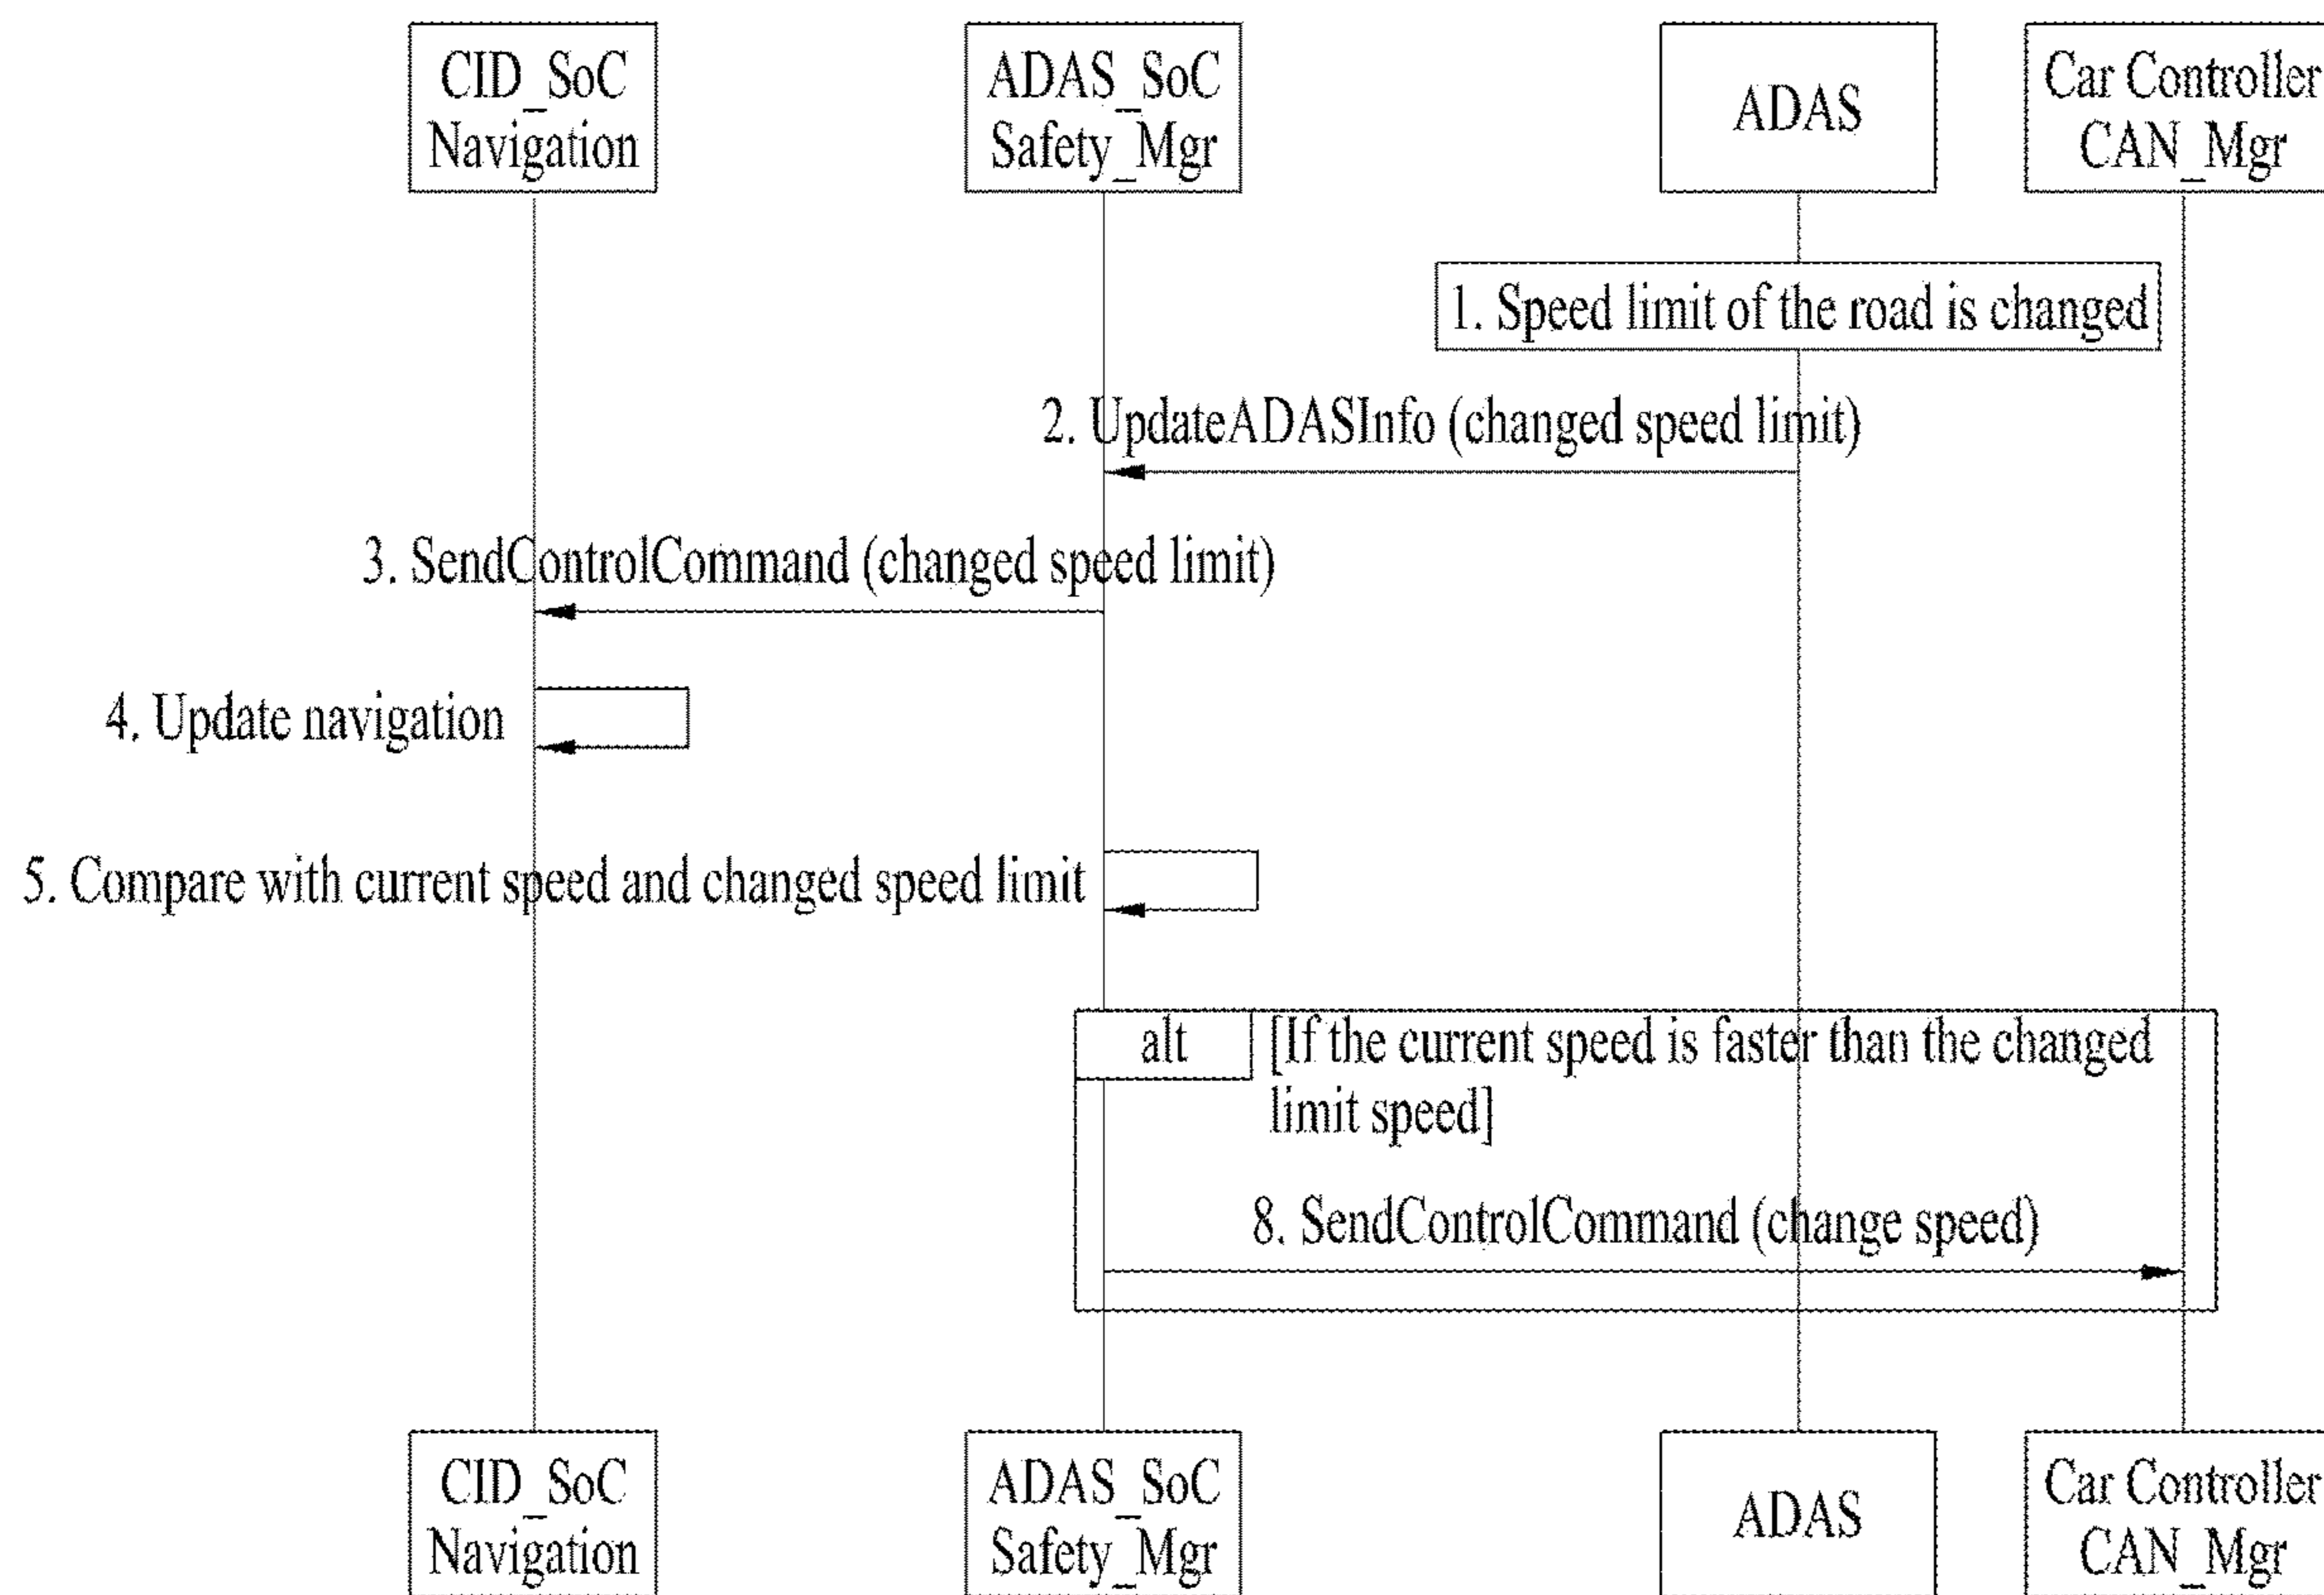 CID_SoC
Navigation
ADAS_SoC
Safety_Mgr
ADAS
Car Controller
CAN_Mgr
1. Speed limit of the road is changed
2. UpdateADASInfo (changed speed limit)
3. SendControlCommand (changed speed limit)
4. Update navigation
5. Compare with current speed and changed speed limit
alt
[If the current speed is faster than the changed
limit speed]
8. SendControlCommand (change speed)
CID_SoC
Navigation
ADAS_SoC
Safety_Mgr
ADAS
Car Controller
CAN_Mgr